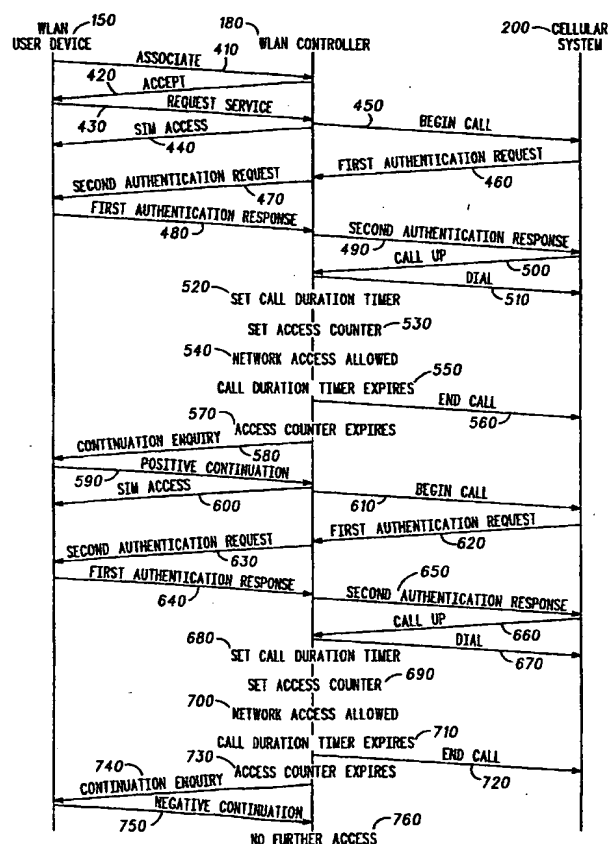 WLAN USER DEVICE 150
180 WLAN CONTROLLER
200 CELLULAR SYSTEM
ASSOCIATE 410
420 ACCEPT
430 REQUEST SERVICE
450 BEGIN CALL
SIM ACCESS 440
FIRST AUTHENTICATION REQUEST 460
SECOND AUTHENTICATION REQUEST 470
FIRST AUTHENTICATION RESPONSE 480
SECOND AUTHENTICATION RESPONSE 490
CALL UP 500
DIAL 510
520 SET CALL DURATION TIMER
SET ACCESS COUNTER 530
540 NETWORK ACCESS ALLOWED
CALL DURATION TIMER EXPIRES 550
END CALL 560
570 ACCESS COUNTER EXPIRES
CONTINUATION ENQUIRY 580
590 POSITIVE CONTINUATION
SIM ACCESS 600
610 BEGIN CALL
FIRST AUTHENTICATION REQUEST 620
SECOND AUTHENTICATION REQUEST 630
FIRST AUTHENTICATION RESPONSE 640
650 SECOND AUTHENTICATION RESPONSE
CALL UP 660
DIAL 670
680 SET CALL DURATION TIMER
SET ACCESS COUNTER 690
700 NETWORK ACCESS ALLOWED
CALL DURATION TIMER EXPIRES 710
END CALL 720
730 ACCESS COUNTER EXPIRES
740 CONTINUATION ENQUIRY
750 NEGATIVE CONTINUATION
NO FURTHER ACCESS 760